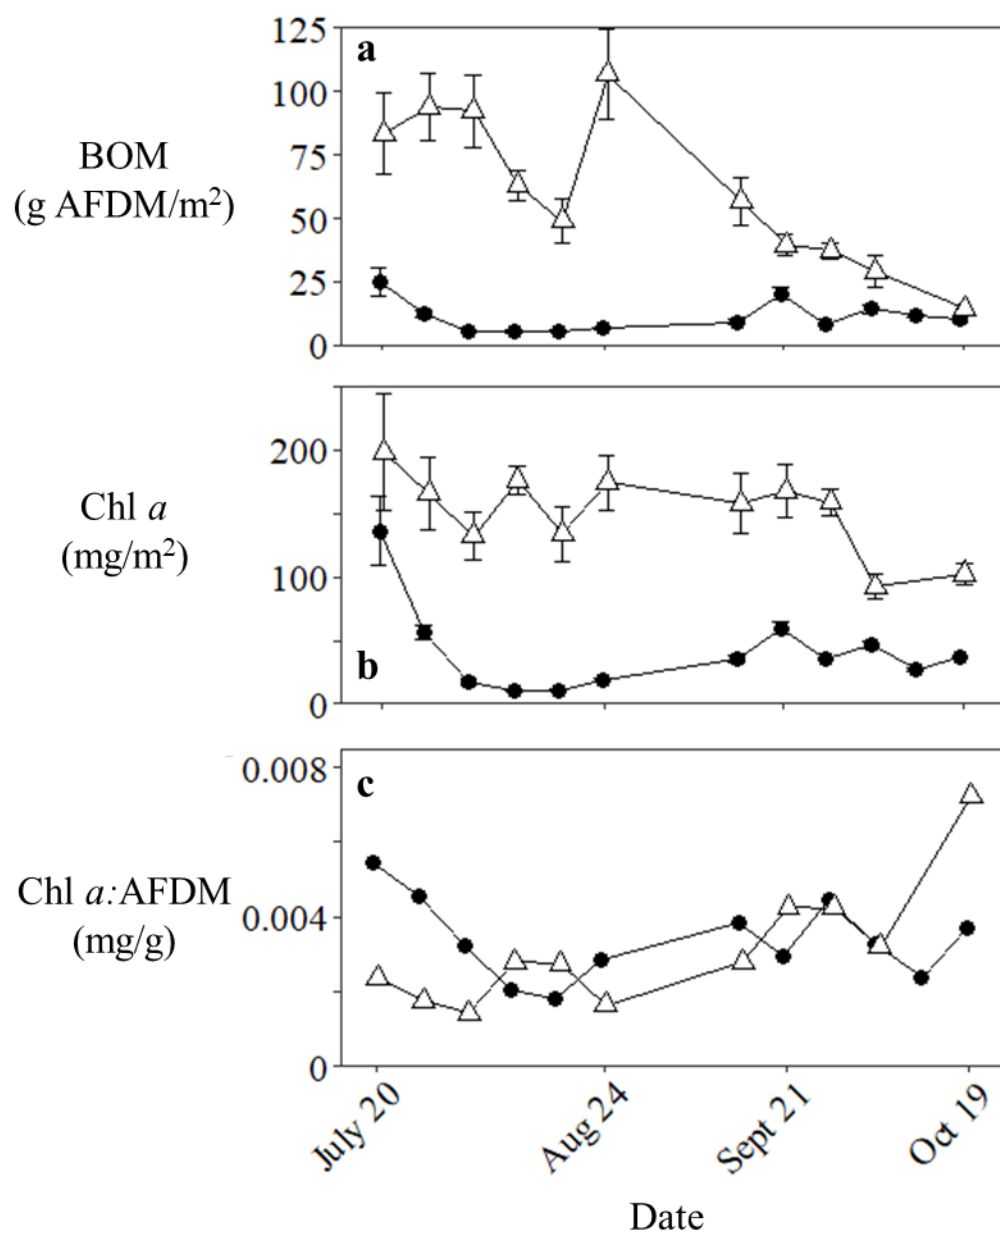 a
125
100
75
50
25
0
BOM
(g AFDM/m²)
200
100
0
b
Chl a
(mg/m²)
c
0.008
0.004
0
Chl a:AFDM
(mg/g)
July 20
Aug 24
Sept 21
Oct 19
Date